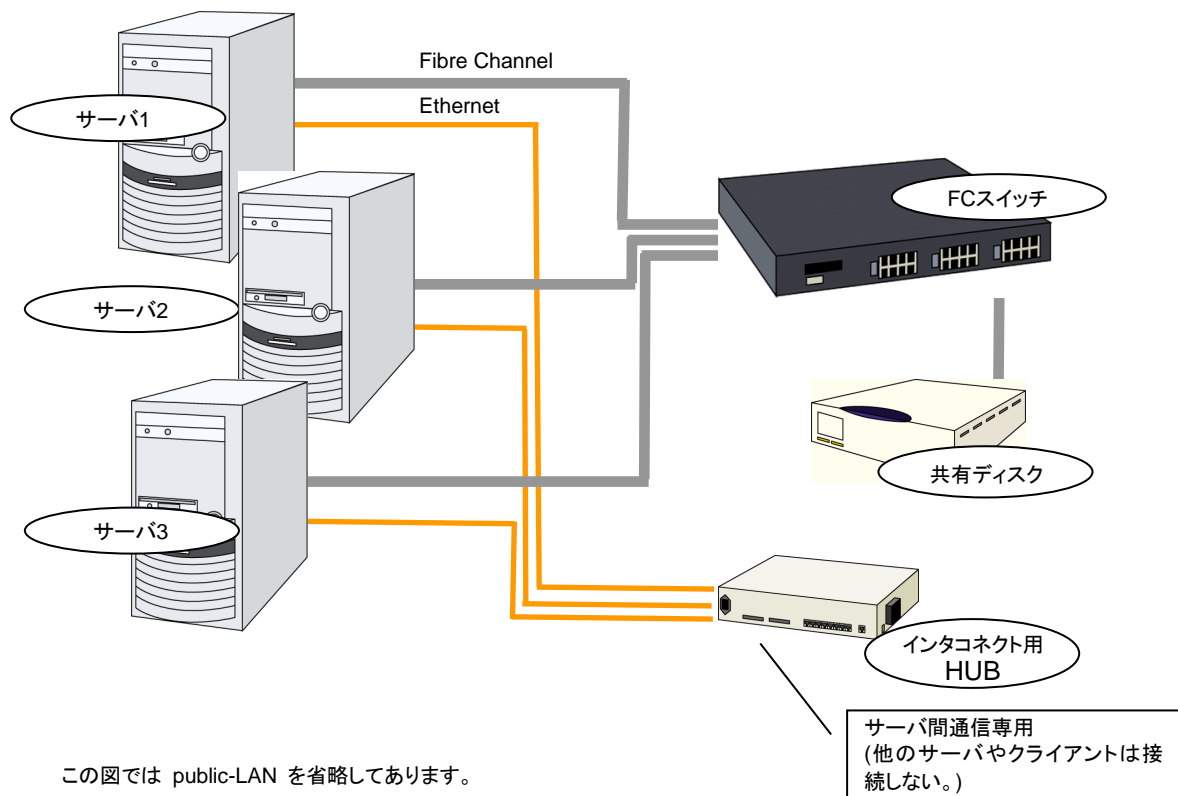 Fibre Channel
Ethernet
サーバ1
FCスイッチ
サーバ2
共有ディスク
サーバ3
インタコネクト用
HUB
サーバ間通信専用
(他のサーバやクライアントは接
続しない。)
この図では public-LAN を省略してあります。